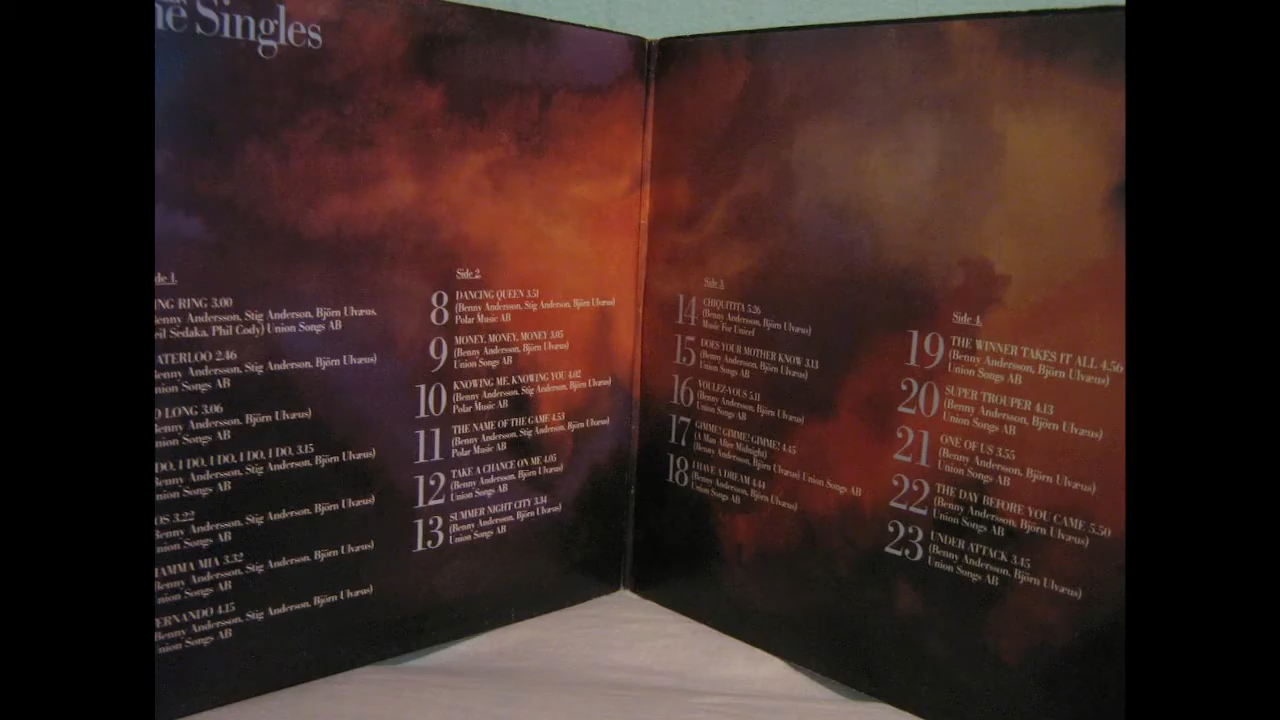 he Singles
de 1.
ING RING 3.00
enny Andersson, Stig Anderson, Björn Ulvæus,
eil Sedaka, Phil Cody) Union Songs AB
ATERLOO 2.46
enny Andersson, Stig Anderson, Björn Ulvæus)
nion Songs AB
O LONG 3.06
enny Andersson, Björn Ulvæus)
nion Songs AB
DO, I DO, I DO, I DO, I DO, 3.15
enny Andersson, Stig Anderson, Björn Ulvæus)
nion Songs AB
OS 3.22
enny Andersson, Stig Anderson, Björn Ulvæus)
nion Songs AB
AMMA MIA 3.32
enny Andersson, Stig Anderson, Björn Ulvæus)
nion Songs AB
ERNANDO 4.15
Benny Andersson, Stig Anderson, Björn Ulvæus)
nion Songs AB
Side 2.
8 DANCING QUEEN 3.51
(Benny Andersson, Stig Anderson, Björn Ulvæus)
Polar Music AB
9 MONEY, MONEY, MONEY 3.05
(Benny Andersson, Björn Ulvæus)
Union Songs AB
10 KNOWING ME, KNOWING YOU 4.02
(Benny Andersson, Stig Anderson, Björn Ulvæus)
Polar Music AB
11 THE NAME OF THE GAME 4.53
(Benny Andersson, Stig Anderson, Björn Ulvæus)
Polar Music AB
12 TAKE A CHANCE ON ME 4.05
(Benny Andersson, Björn Ulvæus)
Union Songs AB
13 SUMMER NIGHT CITY 3.34
(Benny Andersson, Björn Ulvæus)
Union Songs AB
Side 3.
14 CHIQUITITA 5.26
(Benny Andersson, Björn Ulvæus)
Music For Unicef
15 DOES YOUR MOTHER KNOW 3.13
(Benny Andersson, Björn Ulvæus)
Union Songs AB
16 VOULEZ-VOUS 5.11
(Benny Andersson, Björn Ulvæus)
Union Songs AB
17 GIMME! GIMME! GIMME! 4.45
(A Man After Midnight)
(Benny Andersson, Björn Ulvæus) Union Songs AB
18 I HAVE A DREAM 4.44
(Benny Andersson, Björn Ulvæus)
Union Songs AB
Side 4.
19 THE WINNER TAKES IT ALL 4.56
(Benny Andersson, Björn Ulvæus)
Union Songs AB
20 SUPER TROUPER 4.13
(Benny Andersson, Björn Ulvæus)
Union Songs AB
21 ONE OF US 3.55
(Benny Andersson, Björn Ulvæus)
Union Songs AB
22 THE DAY BEFORE YOU CAME 5.50
(Benny Andersson, Björn Ulvæus)
Union Songs AB
23 UNDER ATTACK 3.45
(Benny Andersson, Björn Ulvæus)
Union Songs AB